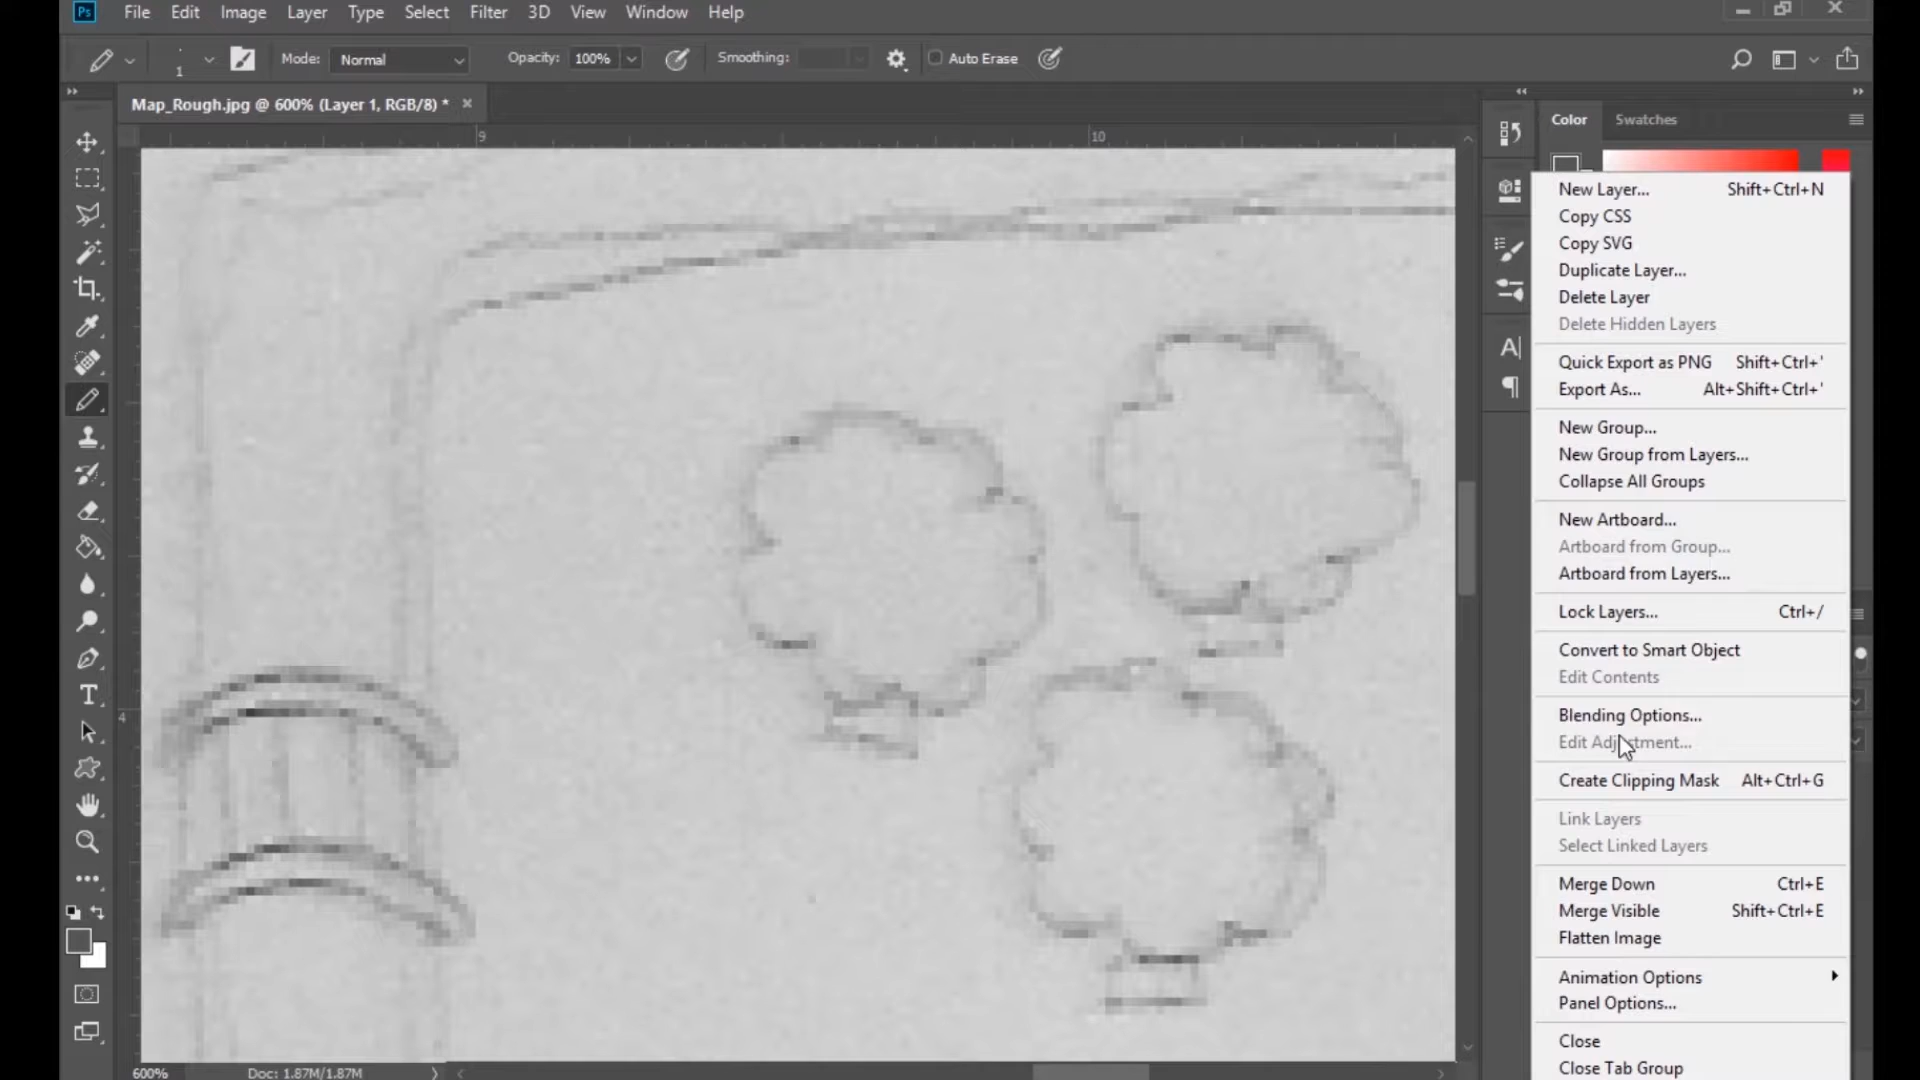 Ps File Edit Image Layer Type Select Filter 3D View Window Help
1 Mode: Normal Opacity: 100% Smoothing: Auto Erase
Map_Rough.jpg @ 600% (Layer 1, RGB/8) *
Color Swatches
9 10
4
New Layer... Shift+Ctrl+N
Copy CSS
Copy SVG
Duplicate Layer...
Delete Layer
Delete Hidden Layers
Quick Export as PNG Shift+Ctrl+'
Export As... Alt+Shift+Ctrl+'
New Group...
New Group from Layers...
Collapse All Groups
New Artboard...
Artboard from Group...
Artboard from Layers...
Lock Layers... Ctrl+/
Convert to Smart Object
Edit Contents
Blending Options...
Edit Adjustment...
Create Clipping Mask Alt+Ctrl+G
Link Layers
Select Linked Layers
Merge Down Ctrl+E
Merge Visible Shift+Ctrl+E
Flatten Image
Animation Options
Panel Options...
Close
Close Tab Group
600% Doc: 1.87M/1.87M